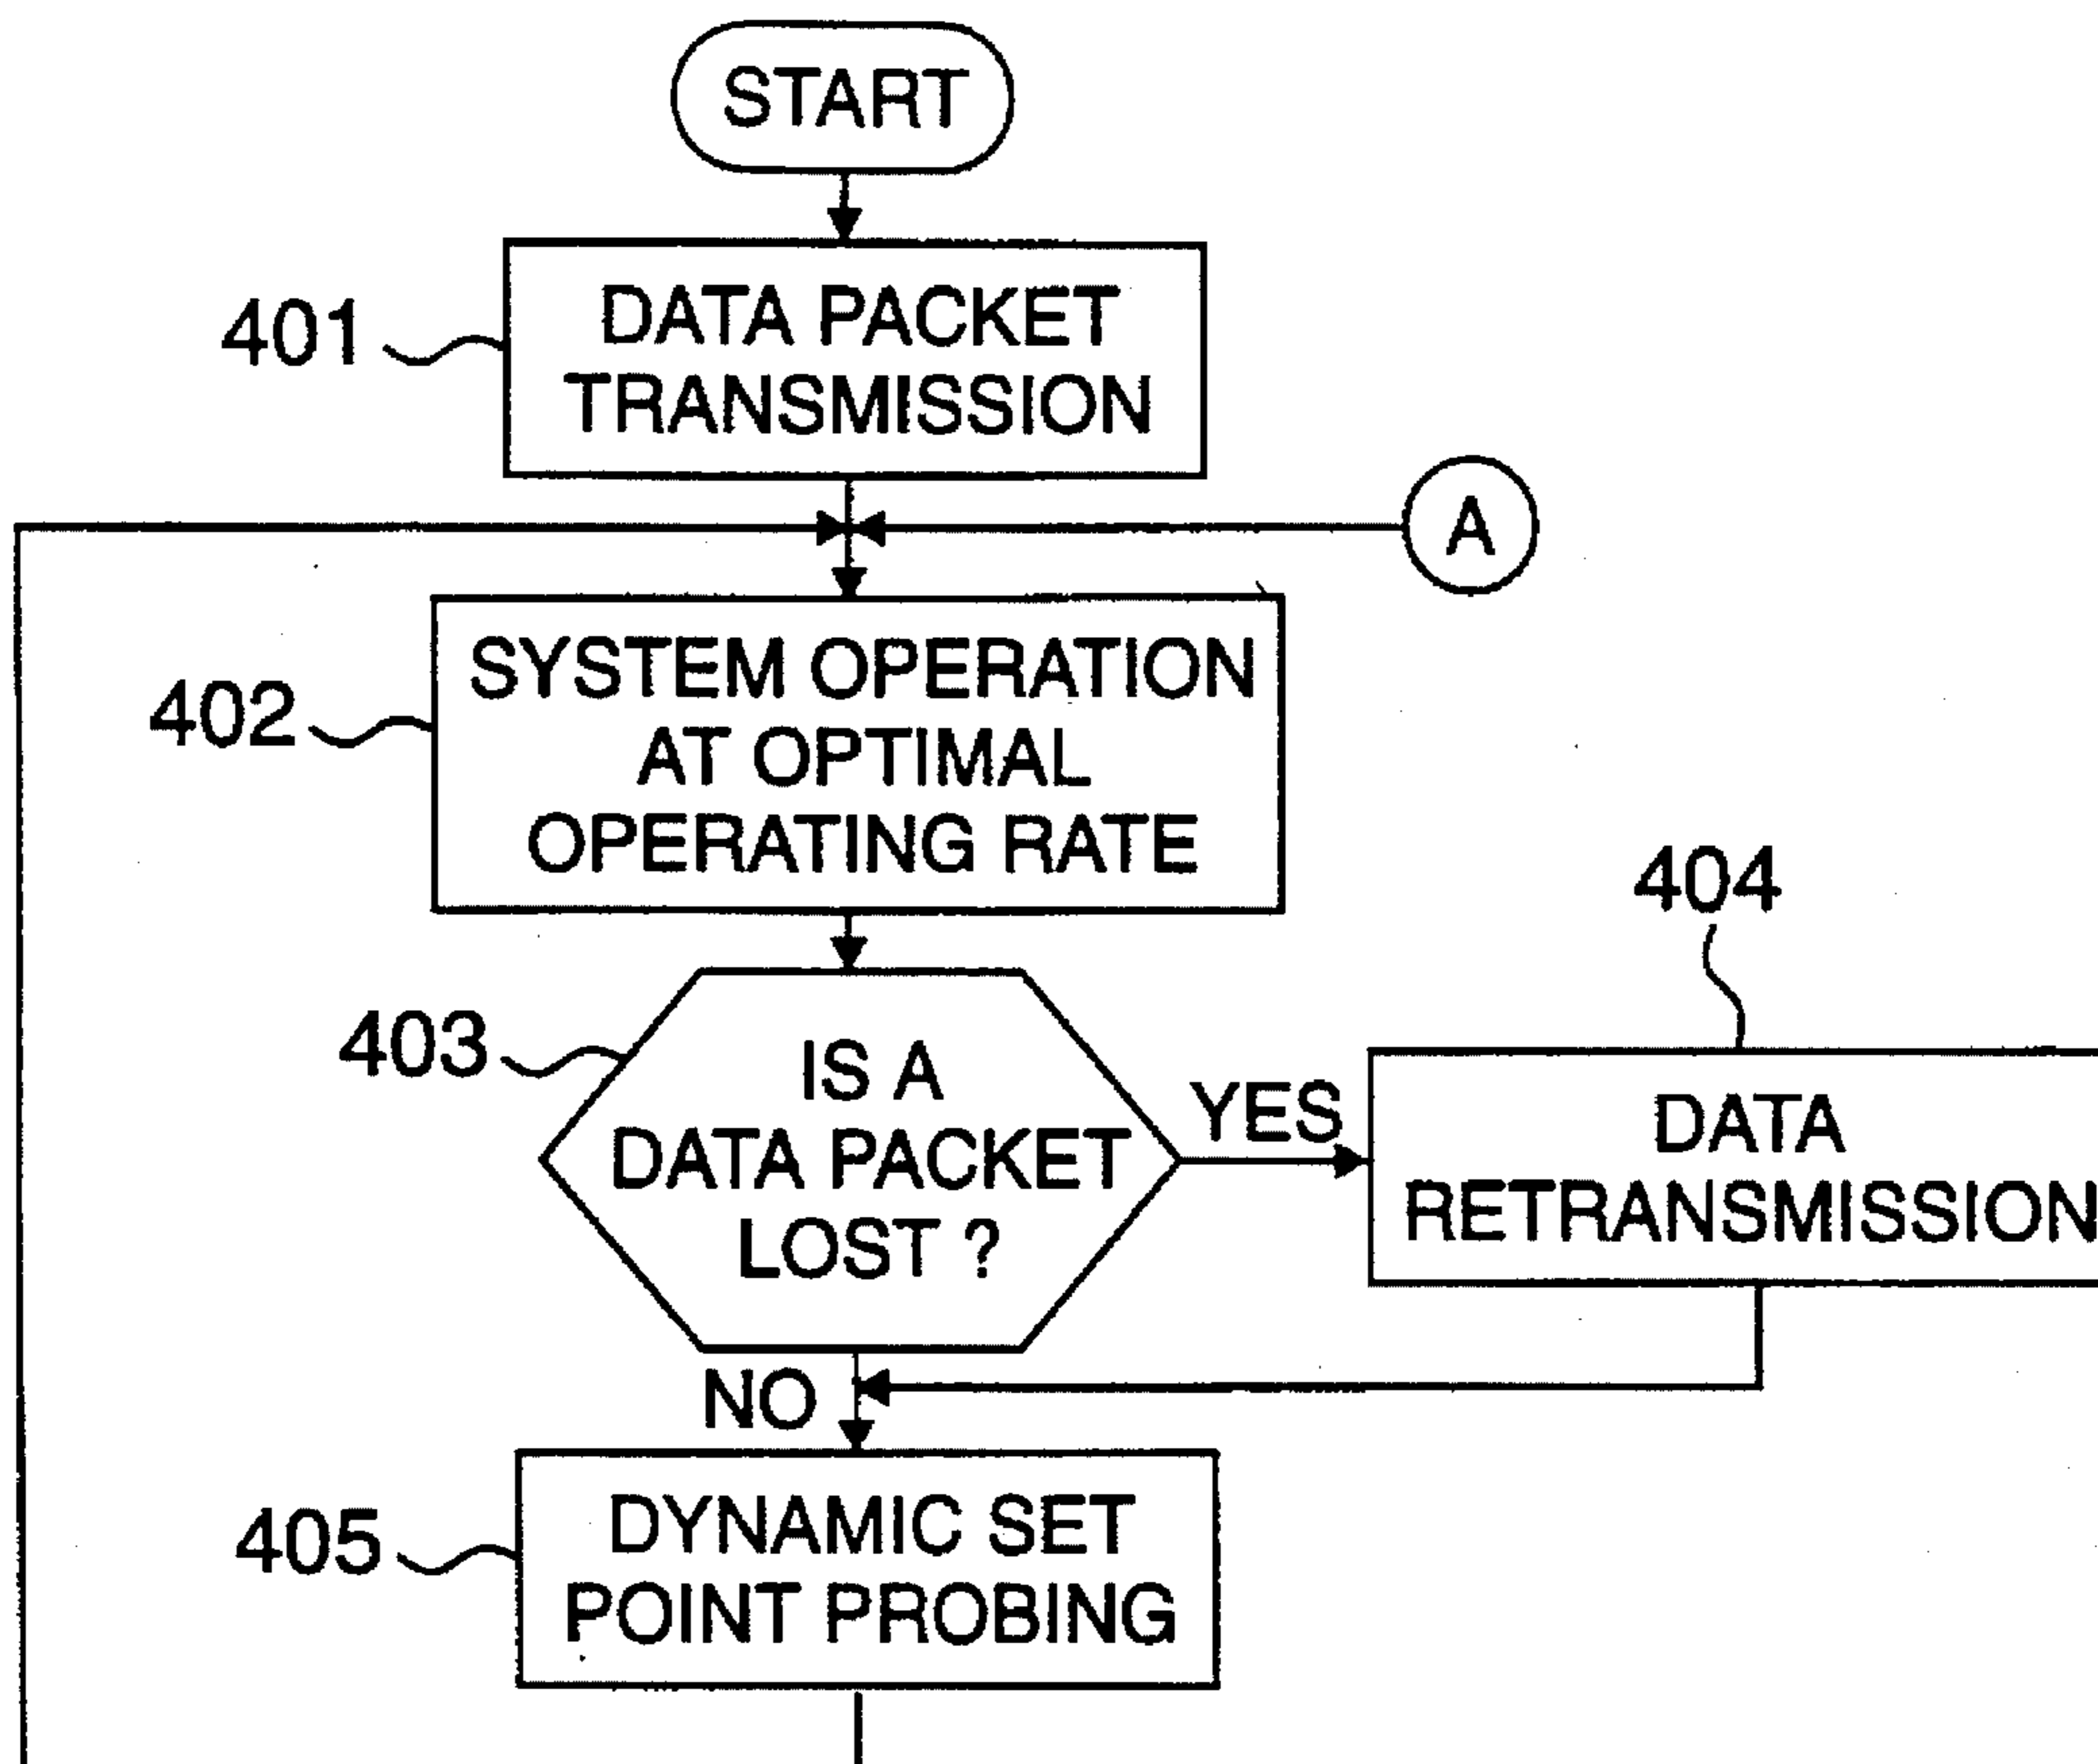 START
401
DATA PACKET
TRANSMISSION
A
402
SYSTEM OPERATION
AT OPTIMAL
OPERATING RATE
404
403
IS A
DATA PACKET
LOST ?
YES
DATA
RETRANSMISSION
NO
405
DYNAMIC SET
POINT PROBING